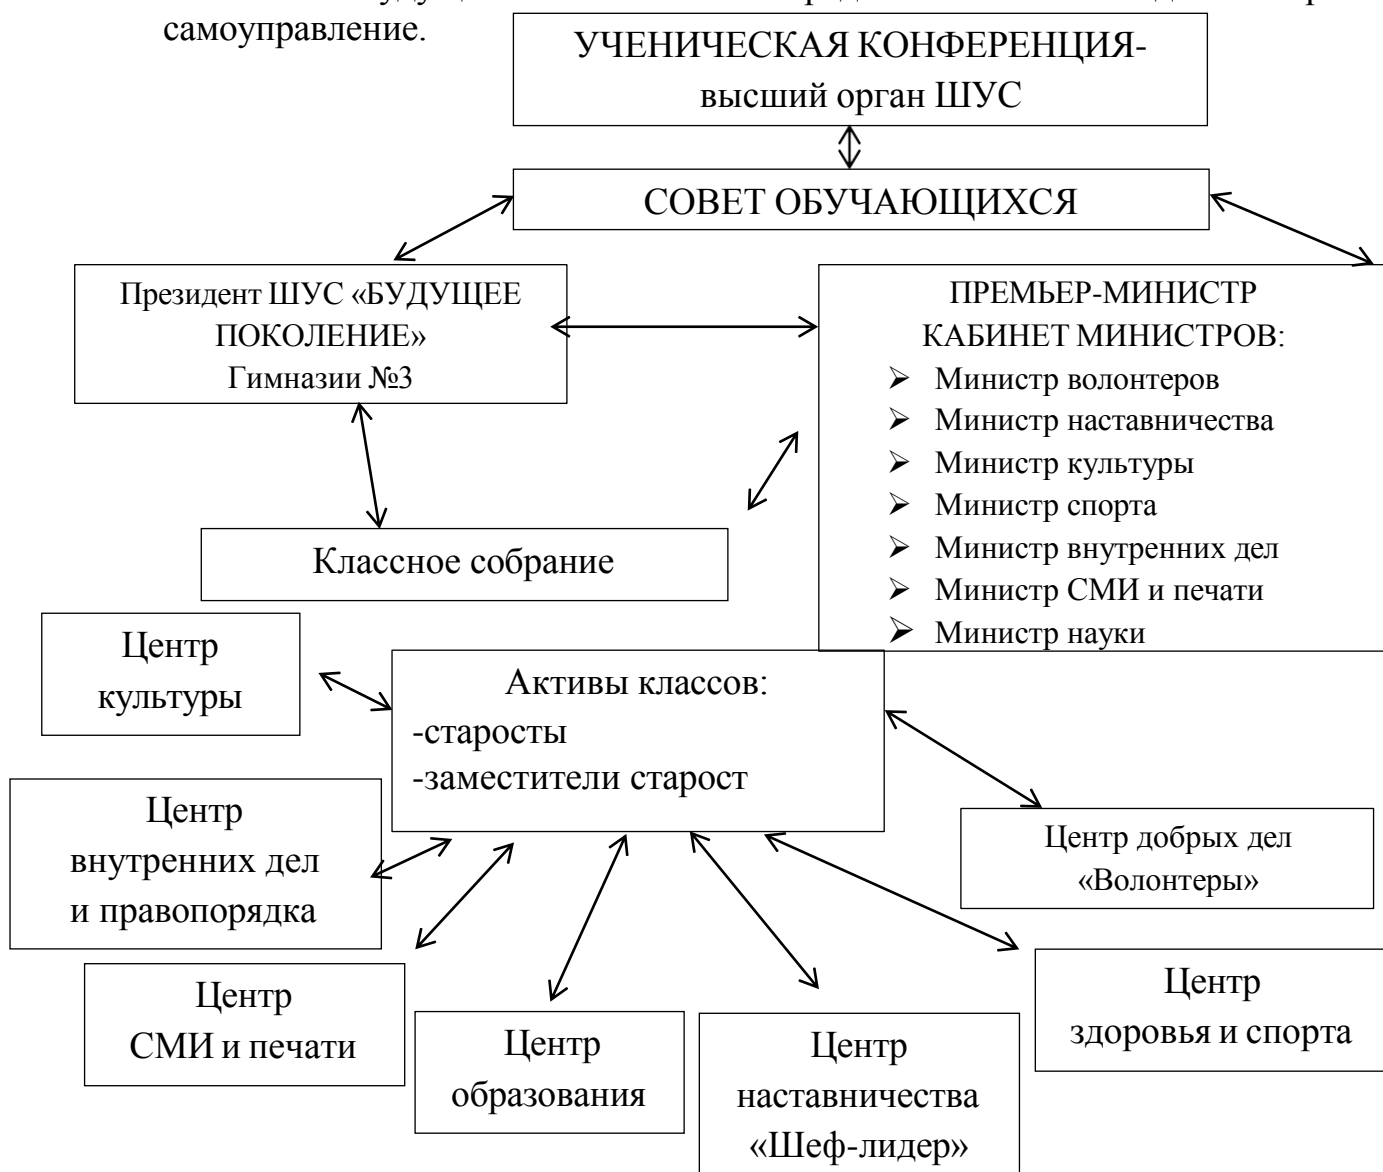 самоуправление.
УЧЕНИЧЕСКАЯ КОНФЕРЕНЦИЯ-
высший орган ШУС
СОВЕТ ОБУЧАЮЩИХСЯ
Президент ШУС «БУДУЩЕЕ
ПОКОЛЕНИЕ»
Гимназии №3
ПРЕМЬЕР-МИНИСТР
КАБИНЕТ МИНИСТРОВ:
➢ Министр волонтеров
➢ Министр наставничества
➢ Министр культуры
➢ Министр спорта
➢ Министр внутренних дел
➢ Министр СМИ и печати
➢ Министр науки
Классное собрание
Центр
культуры
Активы классов:
-старосты
-заместители старост
Центр
внутренних дел
и правопорядка
Центр добрых дел
«Волонтеры»
Центр
СМИ и печати
Центр
образования
Центр
наставничества
«Шеф-лидер»
Центр
здоровья и спорта